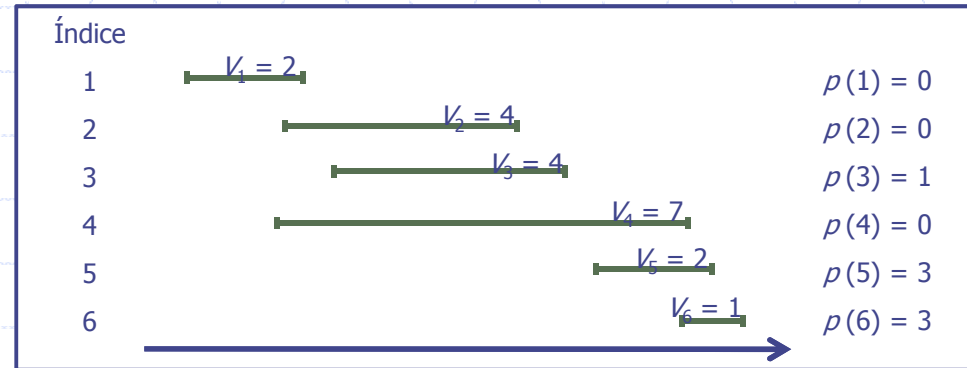 Índice
1 V1 = 2 p (1) = 0
2 V2 = 4 p (2) = 0
3 V3 = 4 p (3) = 1
4 V4 = 7 p (4) = 0
5 V5 = 2 p (5) = 3
6 V6 = 1 p (6) = 3